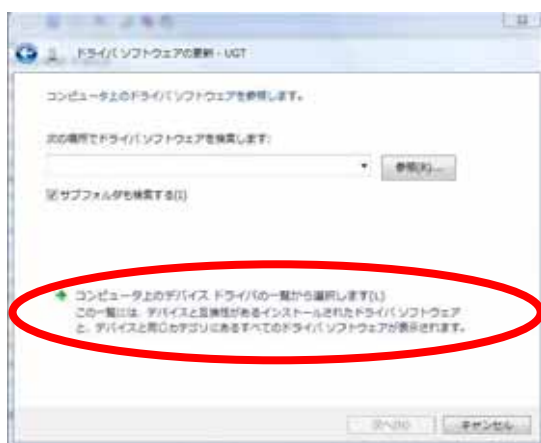 ドライバ ソフトウェアの更新 - UGT
コンピュータ上のドライバ ソフトウェアを参照します。
次の場所でドライバ ソフトウェアを検索します:
参照(R)...
サブフォルダも検索する(I)
コンピュータ上のデバイス ドライバの一覧から選択します(L)
この一覧には、デバイスと互換性があるインストールされたドライバ ソフトウェア
と、デバイスと同じカテゴリにあるすべてのドライバ ソフトウェアが表示されます。
次へ(N) キャンセル